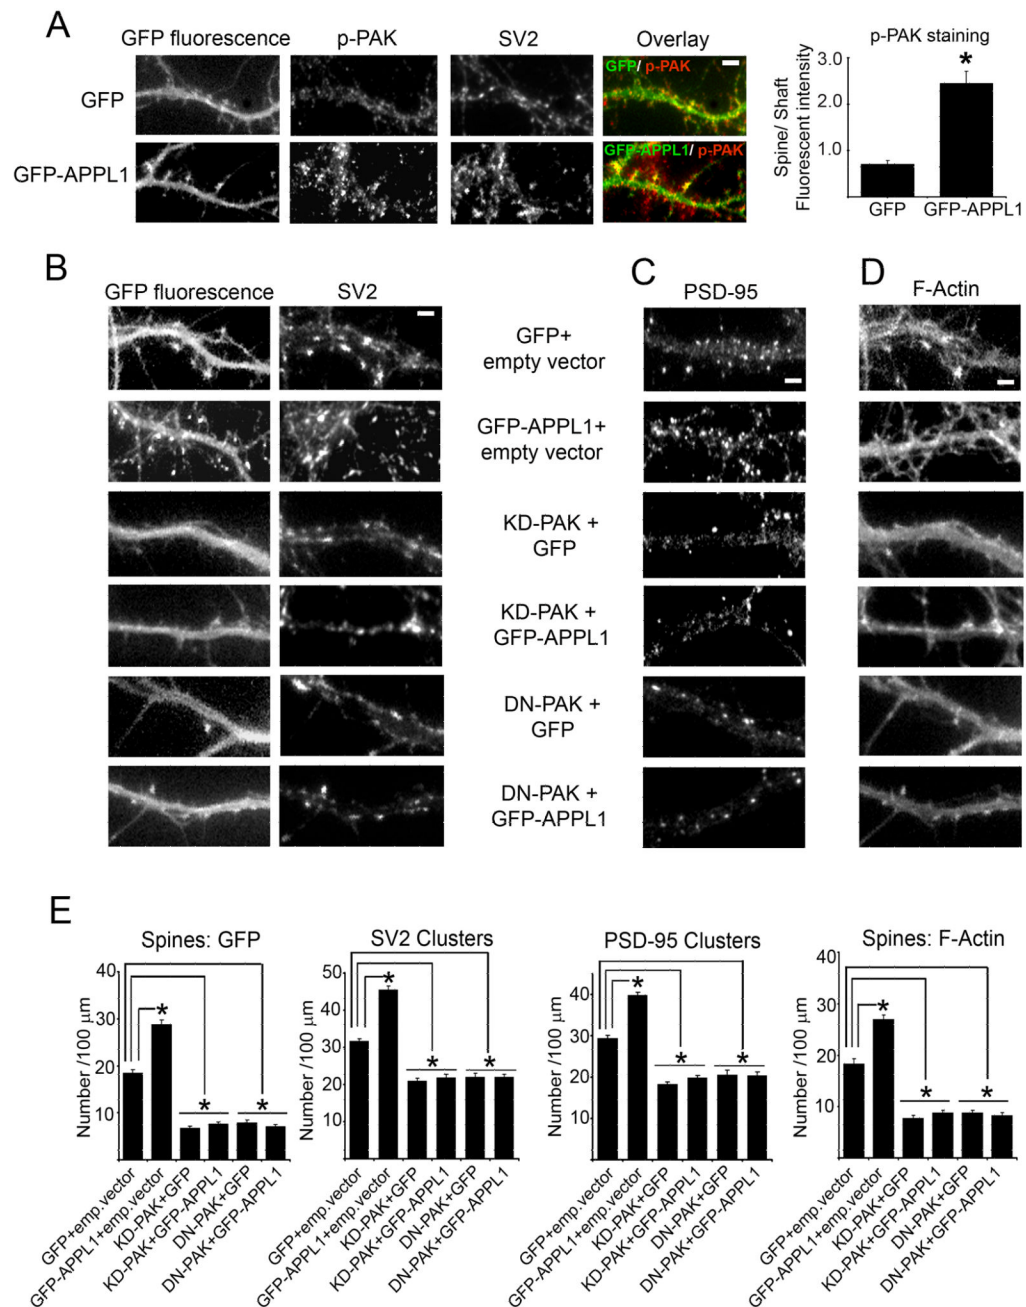 A
GFP fluorescence
p-PAK
SV2
Overlay
GFP
GFP/ p-PAK
GFP-APPL1
GFP-APPL1/ p-PAK
p-PAK staining
Spine/ Shaft
Fluorescent intensity
3.0
2.0
1.0
*
GFP
GFP-APPL1
B
GFP fluorescence
SV2
C
PSD-95
D
F-Actin
GFP+
empty vector
GFP-APPL1+
empty vector
KD-PAK +
GFP
KD-PAK +
GFP-APPL1
DN-PAK +
GFP
DN-PAK +
GFP-APPL1
E
Spines: GFP
Number /100 µm
40
30
20
10
*
*
*
GFP+emp.vector
GFP-APPL1+emp.vector
KD-PAK+GFP
KD-PAK+GFP-APPL1
DN-PAK+GFP
DN-PAK+GFP-APPL1
SV2 Clusters
Number /100 µm
50
40
30
20
10
*
*
*
GFP+emp.vector
GFP-APPL1+emp.vector
KD-PAK+GFP
KD-PAK+GFP-APPL1
DN-PAK+GFP
DN-PAK+GFP-APPL1
PSD-95 Clusters
Number /100 µm
40
30
20
10
*
*
*
GFP+emp.vector
GFP-APPL1+emp.vector
KD-PAK+GFP
KD-PAK+GFP-APPL1
DN-PAK+GFP
DN-PAK+GFP-APPL1
Spines: F-Actin
Number /100 µm
40
30
20
10
*
*
*
GFP+emp.vector
GFP-APPL1+emp.vector
KD-PAK+GFP
KD-PAK+GFP-APPL1
DN-PAK+GFP
DN-PAK+GFP-APPL1